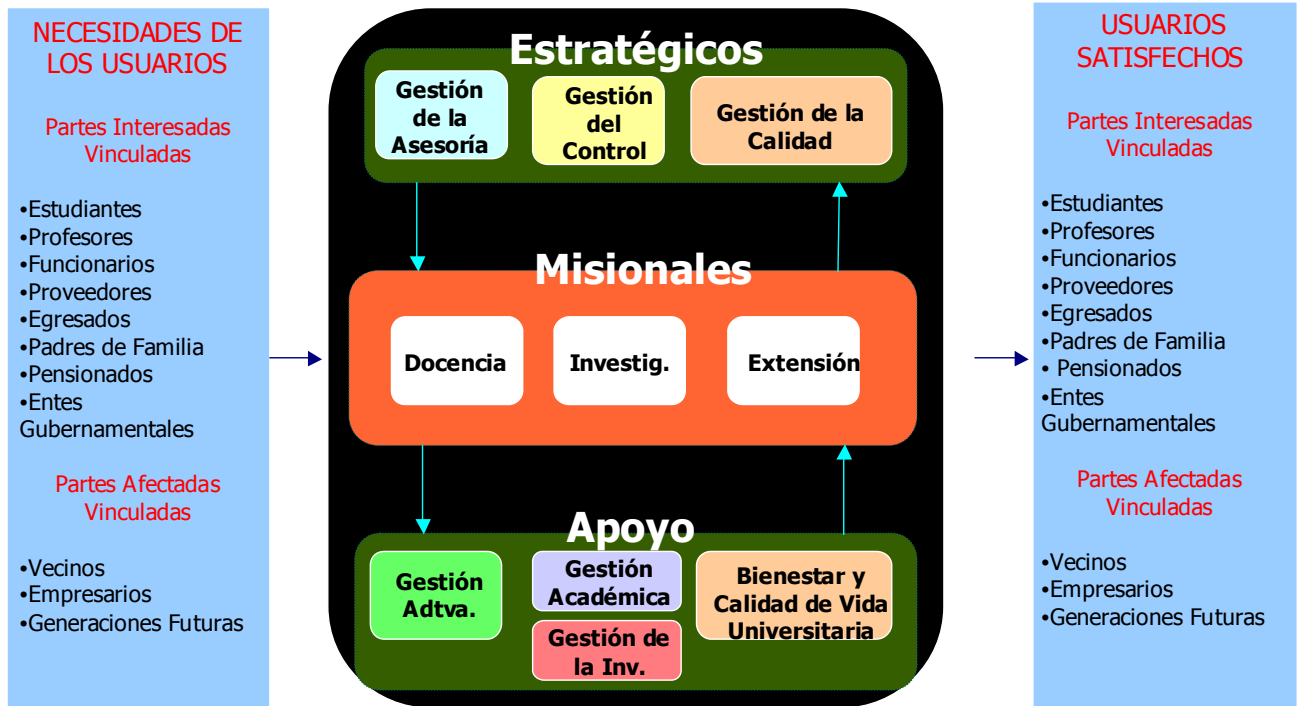 NECESIDADES DE
LOS USUARIOS
Partes Interesadas
Vinculadas
•Estudiantes
•Profesores
•Funcionarios
•Proveedores
•Egresados
•Padres de Familia
•Pensionados
•Entes
Gubernamentales
Partes Afectadas
Vinculadas
•Vecinos
•Empresarios
•Generaciones Futuras
Estratégicos
Gestión
de la
Asesoría
Gestión
del
Control
Gestión de la
Calidad
Misionales
Docencia
Investig.
Extensión
Apoyo
Gestión
Adtva.
Gestión
Académica
Gestión de
la Inv.
Bienestar y
Calidad de Vida
Universitaria
USUARIOS
SATISFECHOS
Partes Interesadas
Vinculadas
•Estudiantes
•Profesores
•Funcionarios
•Proveedores
•Egresados
•Padres de Familia
• Pensionados
•Entes
Gubernamentales
Partes Afectadas
Vinculadas
•Vecinos
•Empresarios
•Generaciones Futuras